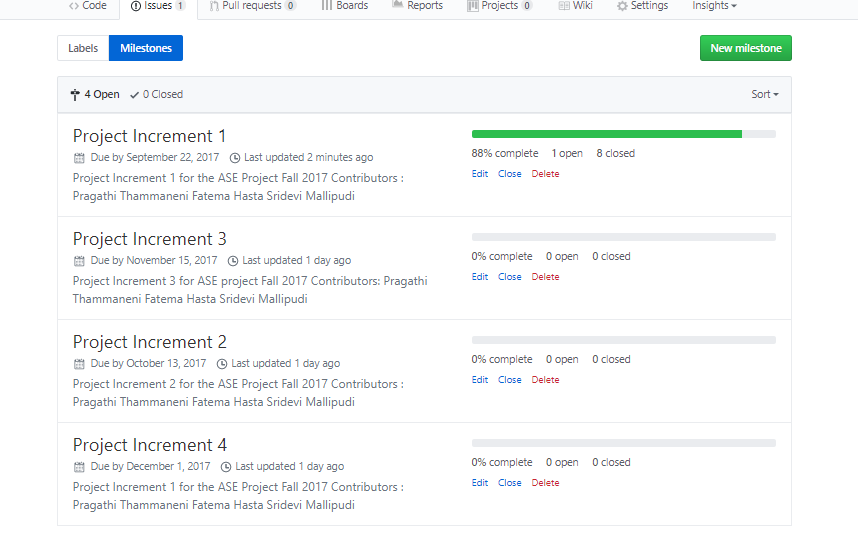 Code Issues 1 Pull requests 0 Boards Reports Projects 0 Wiki Settings Insights
Labels Milestones New milestone
4 Open 0 Closed Sort
Project Increment 1
Due by September 22, 2017 Last updated 2 minutes ago
Project Increment 1 for the ASE Project Fall 2017 Contributors :
Pragathi Thammaneni Fatema Hasta Sridevi Mallipudi
88% complete 1 open 8 closed
Edit Close Delete
Project Increment 3
Due by November 15, 2017 Last updated 1 day ago
Project Increment 3 for ASE project Fall 2017 Contributors: Pragathi
Thammaneni Fatema Hasta Sridevi Mallipudi
0% complete 0 open 0 closed
Edit Close Delete
Project Increment 2
Due by October 13, 2017 Last updated 1 day ago
Project Increment 2 for the ASE Project Fall 2017 Contributors :
Pragathi Thammaneni Fatema Hasta Sridevi Mallipudi
0% complete 0 open 0 closed
Edit Close Delete
Project Increment 4
Due by December 1, 2017 Last updated 1 day ago
Project Increment 1 for the ASE Project Fall 2017 Contributors :
Pragathi Thammaneni Fatema Hasta Sridevi Mallipudi
0% complete 0 open 0 closed
Edit Close Delete